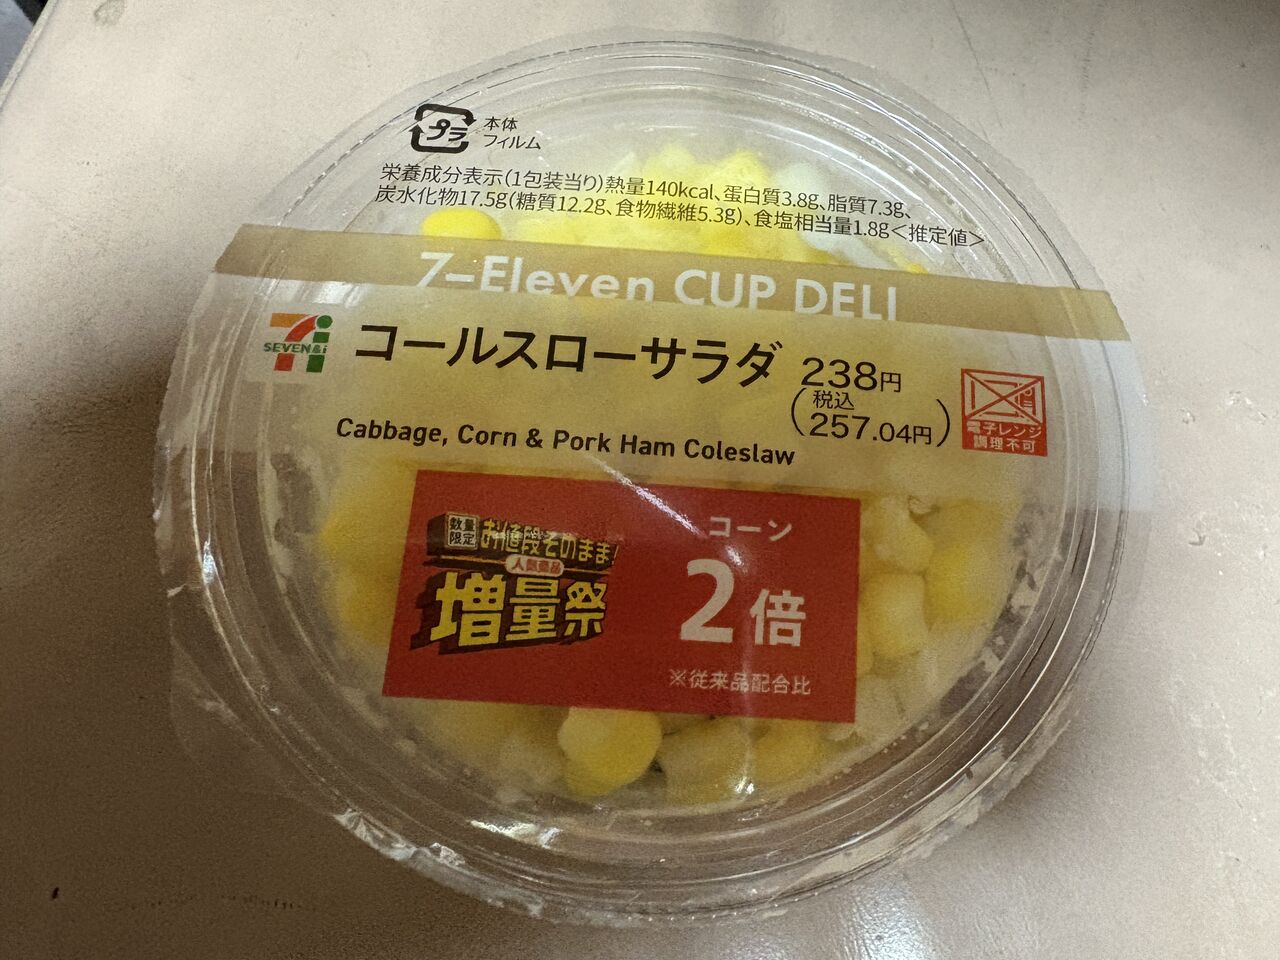 プラ
本体
フィルム
栄養成分表示(1包装当り)熱量140kcal、蛋白質3.8g、脂質7.3g、
炭水化物17.5g(糖質12.2g、食物繊維5.3g)、食塩相当量1.8g<推定値>
7-Eleven CUP DELI
SEVEN&i
コールスローサラダ
238円
(税込
257.04円)
Cabbage, Corn & Pork Ham Coleslaw
電子レンジ
調理不可
数量
限定
お値段そのまま!
人気商品
増量祭
コーン
2倍
※従来品配合比